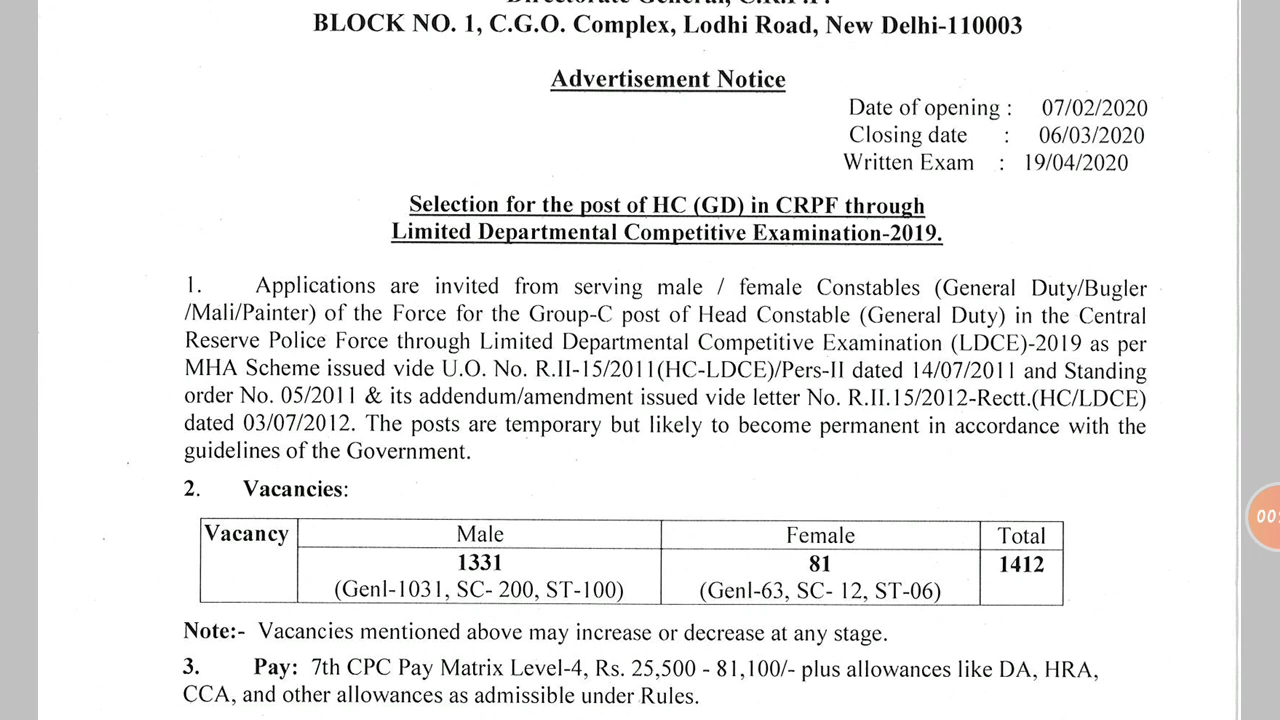 Directorate General, C.R.P.F.
BLOCK NO. 1, C.G.O. Complex, Lodhi Road, New Delhi-110003
Advertisement Notice
Date of opening : 07/02/2020
Closing date : 06/03/2020
Written Exam : 19/04/2020
Selection for the post of HC (GD) in CRPF through
Limited Departmental Competitive Examination-2019.
1. Applications are invited from serving male / female Constables (General Duty/Bugler
/Mali/Painter) of the Force for the Group-C post of Head Constable (General Duty) in the Central
Reserve Police Force through Limited Departmental Competitive Examination (LDCE)-2019 as per
MHA Scheme issued vide U.O. No. R.II-15/2011(HC-LDCE)/Pers-II dated 14/07/2011 and Standing
order No. 05/2011 & its addendum/amendment issued vide letter No. R.II.15/2012-Rectt.(HC/LDCE)
dated 03/07/2012. The posts are temporary but likely to become permanent in accordance with the
guidelines of the Government.
2. Vacancies:
Vacancy Male Female Total
1331 81 1412
(Genl-1031, SC- 200, ST-100) (Genl-63, SC- 12, ST-06)
Note:- Vacancies mentioned above may increase or decrease at any stage.
3. Pay: 7th CPC Pay Matrix Level-4, Rs. 25,500 - 81,100/- plus allowances like DA, HRA,
CCA, and other allowances as admissible under Rules.